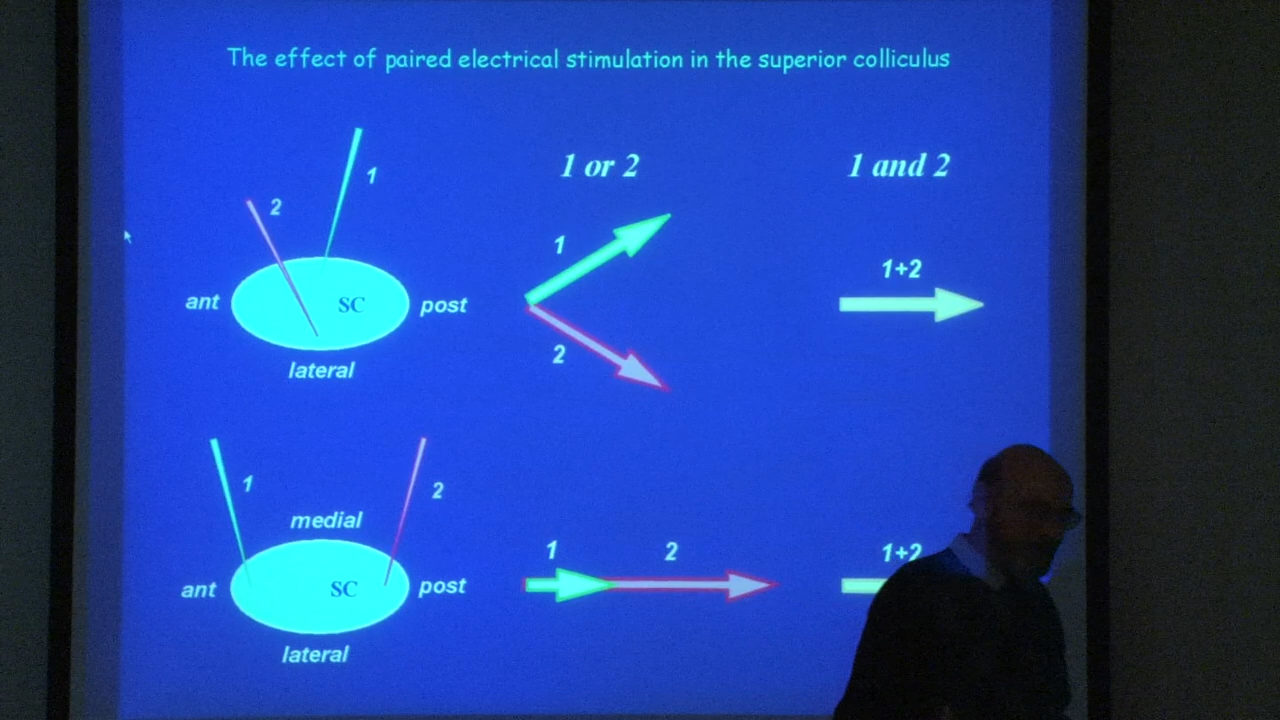 The effect of paired electrical stimulation in the superior colliculus
1 or 2
1 and 2
1
2
ant
SC
post
lateral
1
2
1+2
1
2
medial
ant
SC
post
lateral
1
2
1+2